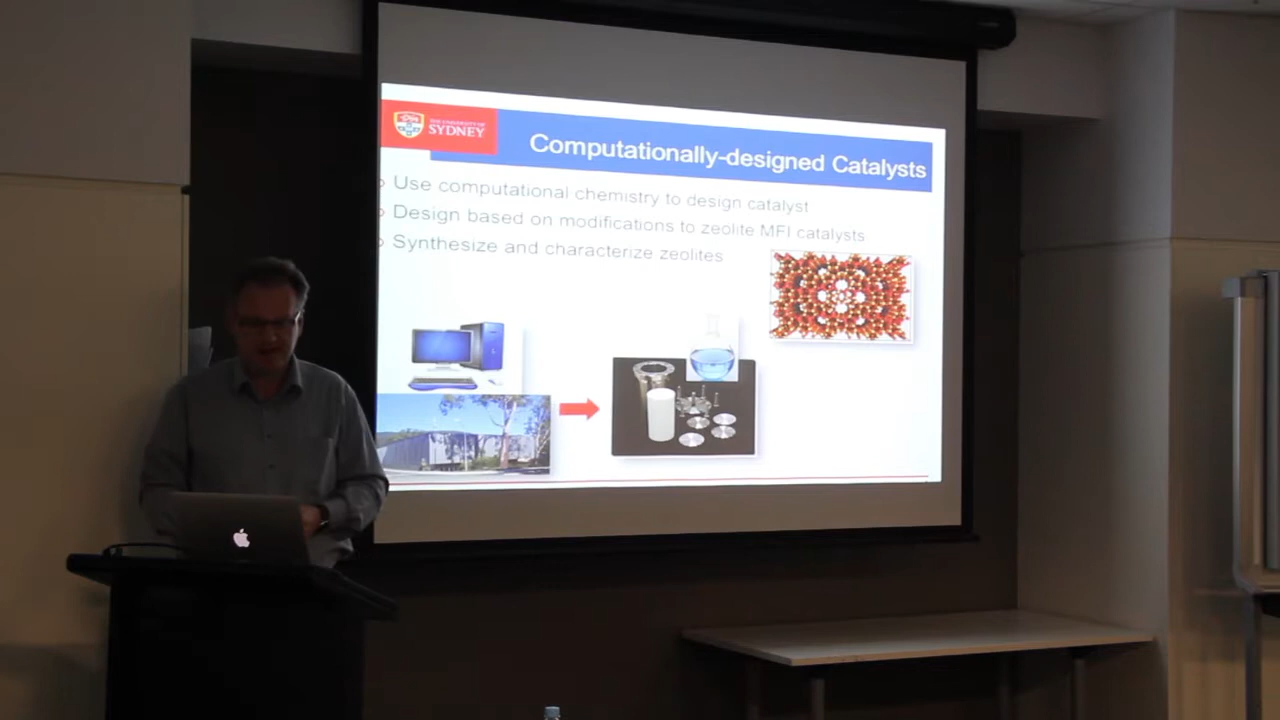 THE UNIVERSITY OF
SYDNEY
Computationally-designed Catalysts
Use computational chemistry to design catalyst
Design based on modifications to zeolite MFI catalysts
Synthesize and characterize zeolites